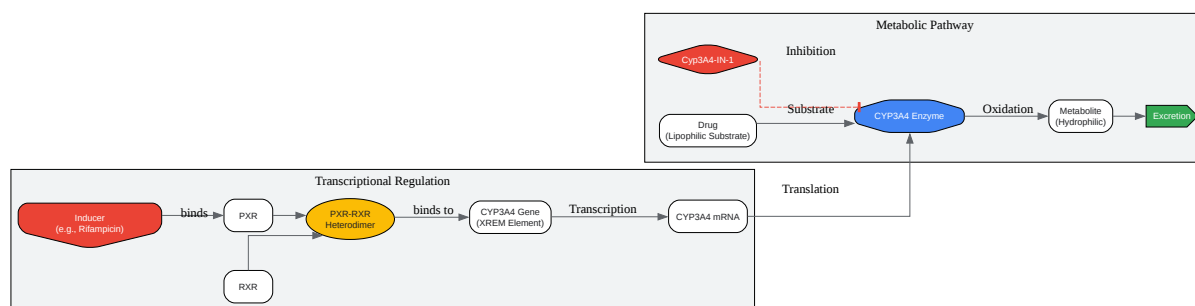 Metabolic Pathway
Cyp3A4-IN-1
Inhibition
Drug
(Lipophilic Substrate)
Substrate
CYP3A4 Enzyme
Oxidation
Metabolite
(Hydrophilic)
Excretion
Transcriptional Regulation
Inducer
(e.g., Rifampicin)
binds
PXR
RXR
PXR-RXR
Heterodimer
binds to
CYP3A4 Gene
(XREM Element)
Transcription
CYP3A4 mRNA
Translation